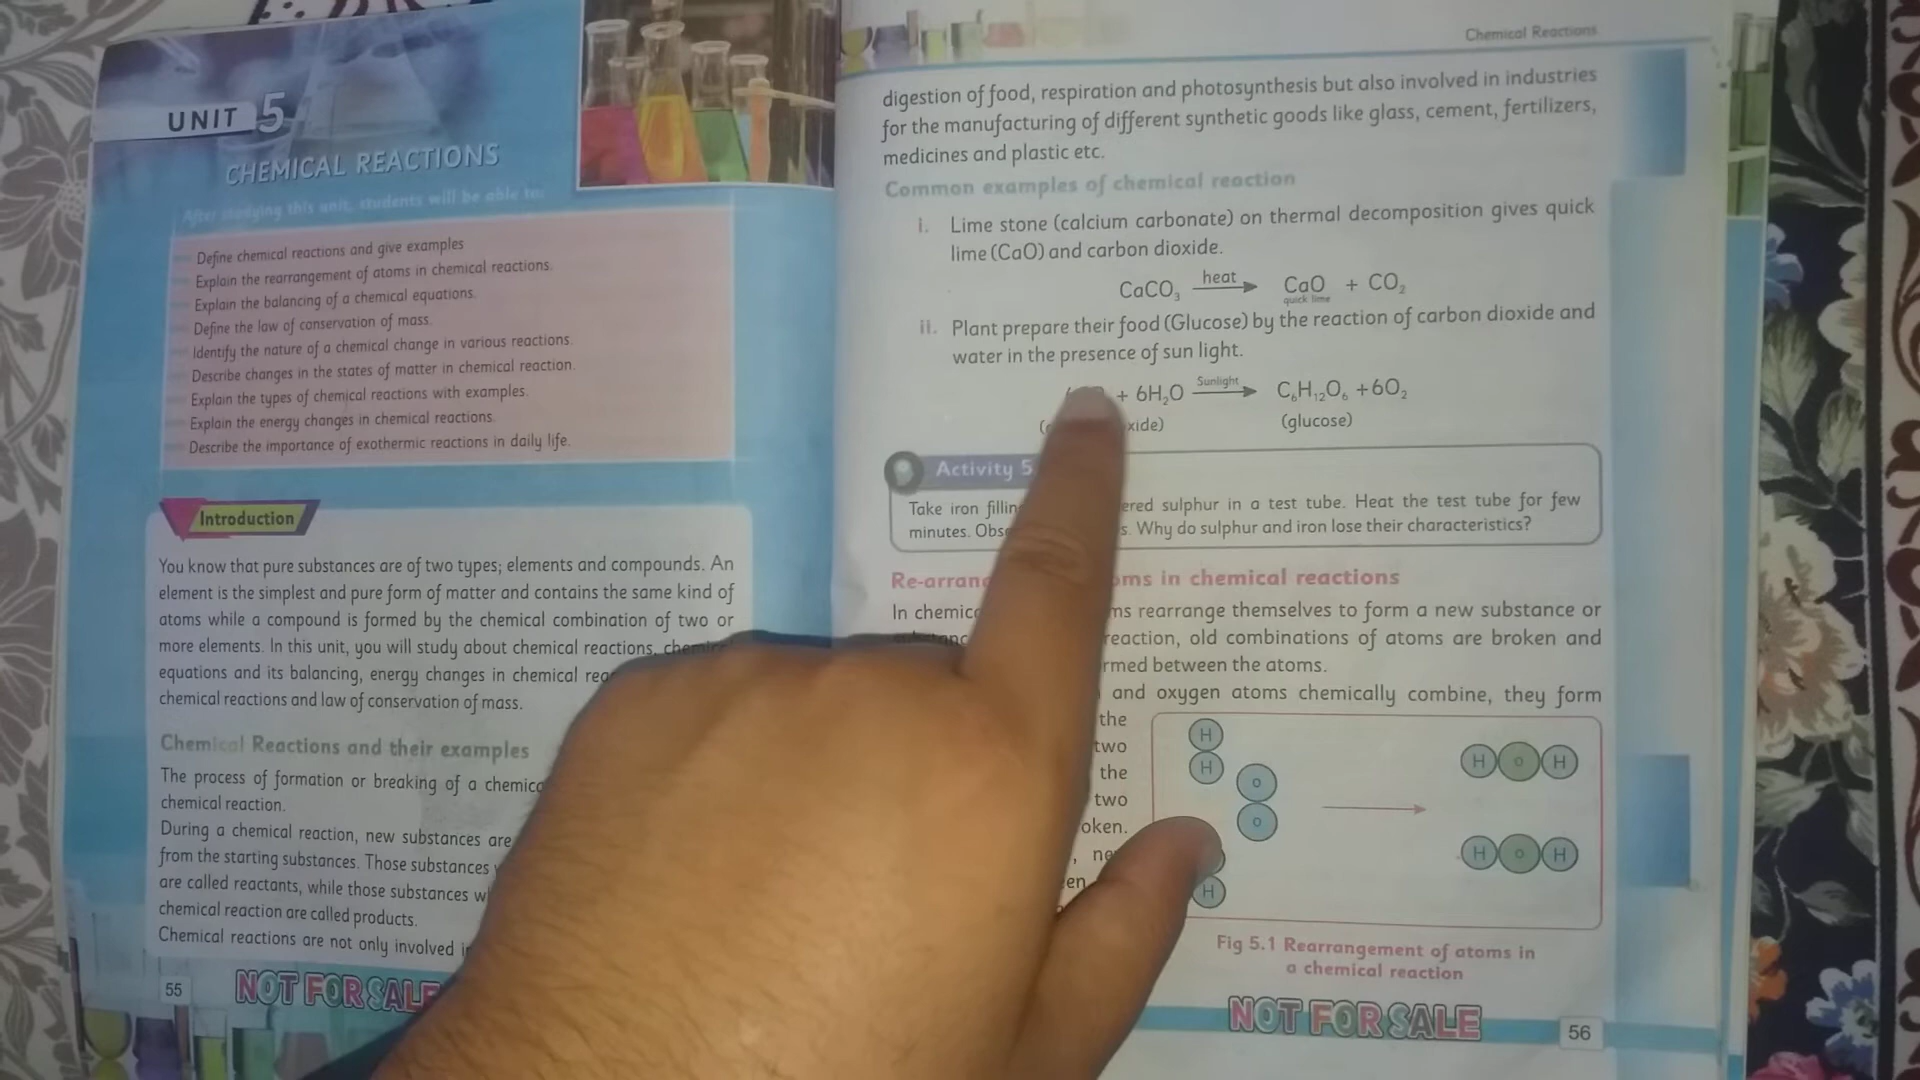 UNIT 5
CHEMICAL REACTIONS
After studying this unit, students will be able to:
Define chemical reactions and give examples
Explain the rearrangement of atoms in chemical reactions.
Explain the balancing of a chemical equations.
Define the law of conservation of mass.
Identify the nature of a chemical change in various reactions.
Describe changes in the states of matter in chemical reaction.
Explain the types of chemical reactions with examples.
Explain the energy changes in chemical reactions.
Describe the importance of exothermic reactions in daily life.
Introduction
You know that pure substances are of two types; elements and compounds. An
element is the simplest and pure form of matter and contains the same kind of
atoms while a compound is formed by the chemical combination of two or
more elements. In this unit, you will study about chemical reactions,
equations and its balancing, energy changes in chemical
chemical reactions and law of conservation of mass.
Chemical Reactions and their examples
The process of formation or breaking of a
chemical reaction.
During a chemical reaction, new substances are
from the starting substances. Those substances
are called reactants, while those substances
chemical reaction are called products.
Chemical reactions are not only involved
55
NOT FOR SALE
Chemical Reactions
digestion of food, respiration and photosynthesis but also involved in industries
for the manufacturing of different synthetic goods like glass, cement, fertilizers,
medicines and plastic etc.
Common examples of chemical reaction
i. Lime stone (calcium carbonate) on thermal decomposition gives quick
lime (CaO) and carbon dioxide.
CaCO₃ heat → CaO + CO₂
quick lime
ii. Plant prepare their food (Glucose) by the reaction of carbon dioxide and
water in the presence of sun light.
+ 6H₂O Sunlight → C₆H₁₂O₆ + 6O₂
xide) (glucose)
Activity 5
Take iron ered sulphur in a test tube. Heat the test tube for few
minutes. Why do sulphur and iron lose their characteristics?
Re-arran oms in chemical reactions
In ms rearrange themselves to form a new substance or
reaction, old combinations of atoms are broken and
rmed between the atoms.
and oxygen atoms chemically combine, they form
the
two
the
two
oken.
H
H
O
O
H
H O H
H O H
Fig 5.1 Rearrangement of atoms in
a chemical reaction
NOT FOR SALE
56